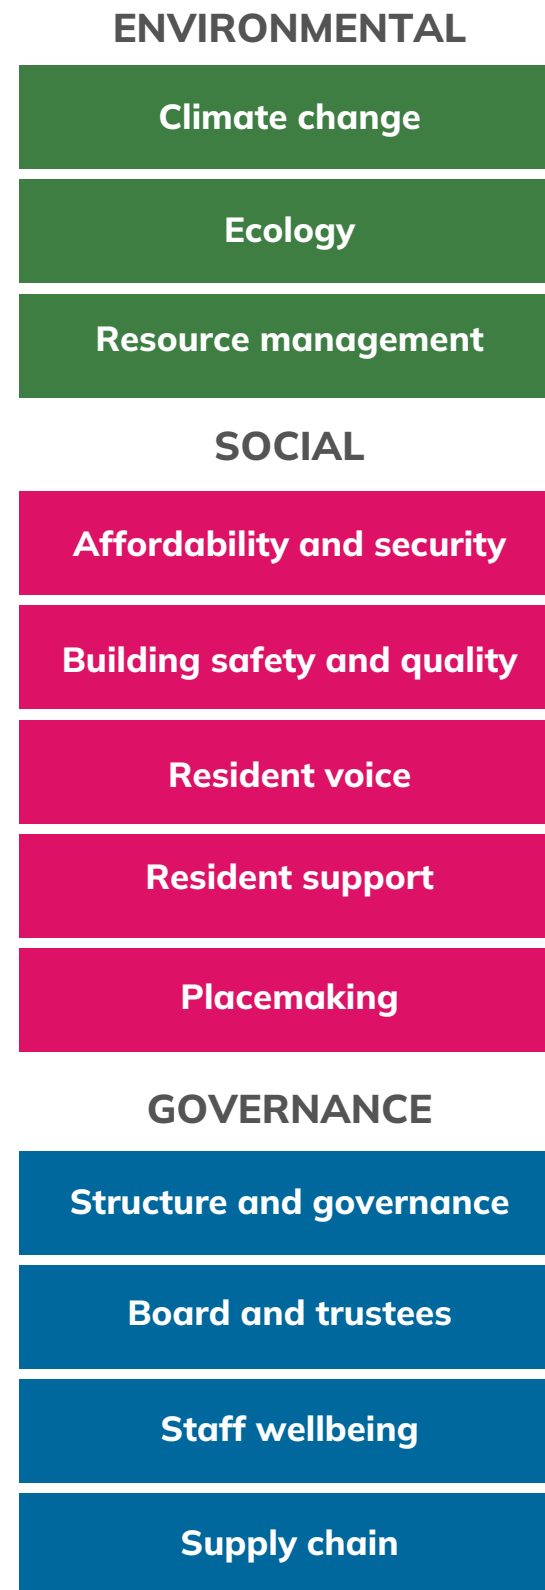 ENVIRONMENTAL
Climate change
Ecology
Resource management
SOCIAL
Affordability and security
Building safety and quality
Resident voice
Resident support
Placemaking
GOVERNANCE
Structure and governance
Board and trustees
Staff wellbeing
Supply chain